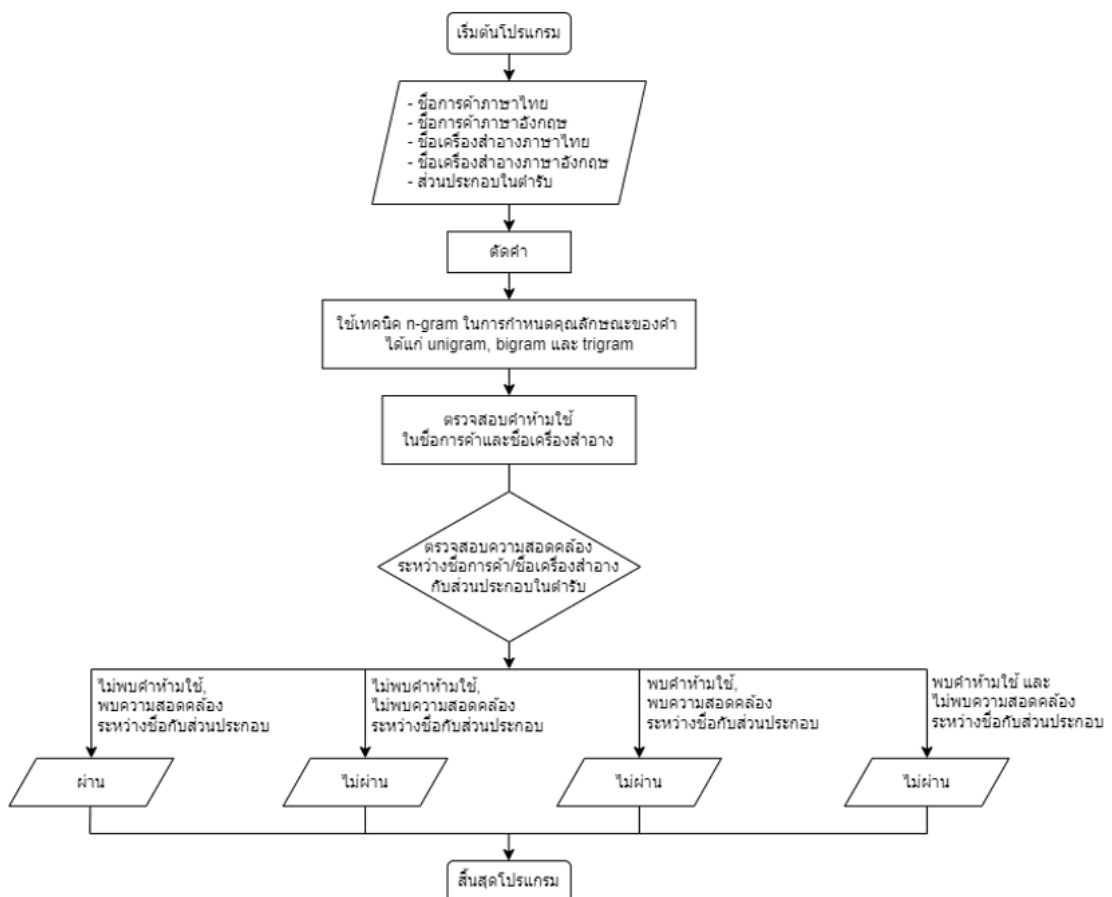 เริ่มต้นโปรแกรม
- ชื่อการค้าภาษาไทย
- ชื่อการค้าภาษาอังกฤษ
- ชื่อเครื่องสำอางภาษาไทย
- ชื่อเครื่องสำอางภาษาอังกฤษ
- ส่วนประกอบในตำรับ
ตัดคำ
ใช้เทคนิค n-gram ในการกำหนดคุณลักษณะของคำ
ได้แก่ unigram, bigram และ trigram
ตรวจสอบคำห้ามใช้
ในชื่อการค้าและชื่อเครื่องสำอาง
ตรวจสอบความสอดคล้อง
ระหว่างชื่อการค้า/ชื่อเครื่องสำอาง
กับส่วนประกอบในตำรับ
ไม่พบคำห้ามใช้,
พบความสอดคล้อง
ระหว่างชื่อกับส่วนประกอบ
ไม่พบคำห้ามใช้,
ไม่พบความสอดคล้อง
ระหว่างชื่อกับส่วนประกอบ
พบคำห้ามใช้,
พบความสอดคล้อง
ระหว่างชื่อกับส่วนประกอบ
พบคำห้ามใช้ และ
ไม่พบความสอดคล้อง
ระหว่างชื่อกับส่วนประกอบ
ผ่าน
ไม่ผ่าน
ไม่ผ่าน
ไม่ผ่าน
สิ้นสุดโปรแกรม